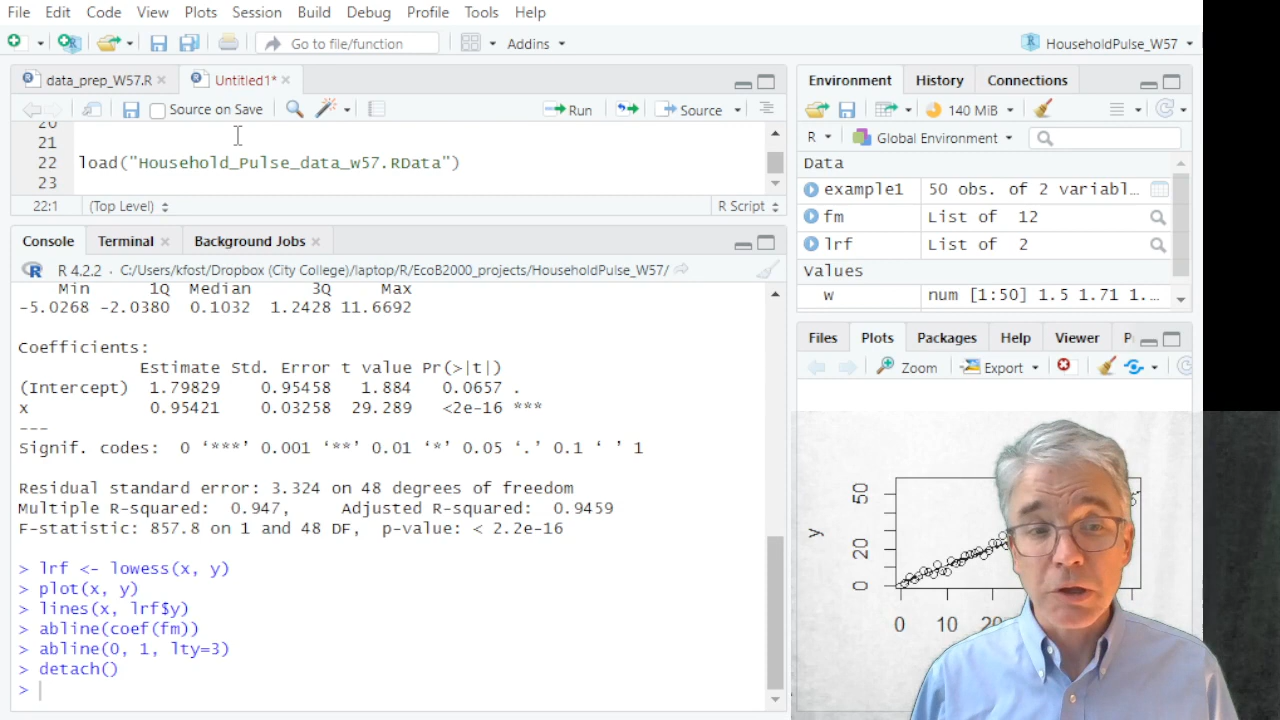 File Edit Code View Plots Session Build Debug Profile Tools Help
Go to file/function Addins HouseholdPulse_W57
data_prep_W57.R Untitled1*
Source on Save Run Source
20
21
22 load("Household_Pulse_data_w57.RData")
23
22:1 (Top Level) R Script
Console Terminal Background Jobs
R 4.2.2 · C:/Users/kfost/Dropbox (City College)/laptop/R/EcoB2000_projects/HouseholdPulse_W57/
Min 1Q Median 3Q Max
-5.0268 -2.0380 0.1032 1.2428 11.6692
Coefficients:
Estimate Std. Error t value Pr(>|t|)
(Intercept) 1.79829 0.95458 1.884 0.0657 .
x 0.95421 0.03258 29.289 <2e-16 ***
---
Signif. codes: 0 ‘***’ 0.001 ‘**’ 0.01 ‘*’ 0.05 ‘.’ 0.1 ‘ ’ 1
Residual standard error: 3.324 on 48 degrees of freedom
Multiple R-squared: 0.947, Adjusted R-squared: 0.9459
F-statistic: 857.8 on 1 and 48 DF, p-value: < 2.2e-16
> lrf <- lowess(x, y)
> plot(x, y)
> lines(x, lrf$y)
> abline(coef(fm))
> abline(0, 1, lty=3)
> detach()
>
Environment History Connections
140 MiB
R Global Environment
Data
example1 50 obs. of 2 variabl…
fm List of 12
lrf List of 2
Values
w num [1:50] 1.5 1.71 1.…
Files Plots Packages Help Viewer
Zoom Export
y
50
20
0
0 10 20